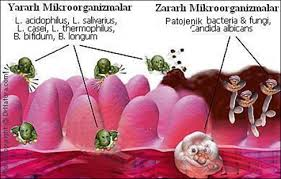 Yararlı Mikroorganizmalar
L. acidophilus, L. salivarius,
L. casei, L. thermophilus,
B. bifidum, B. longum
Zararlı Mikroorganizmalar
Patojenik bacteria & fungi,
Candida albicans